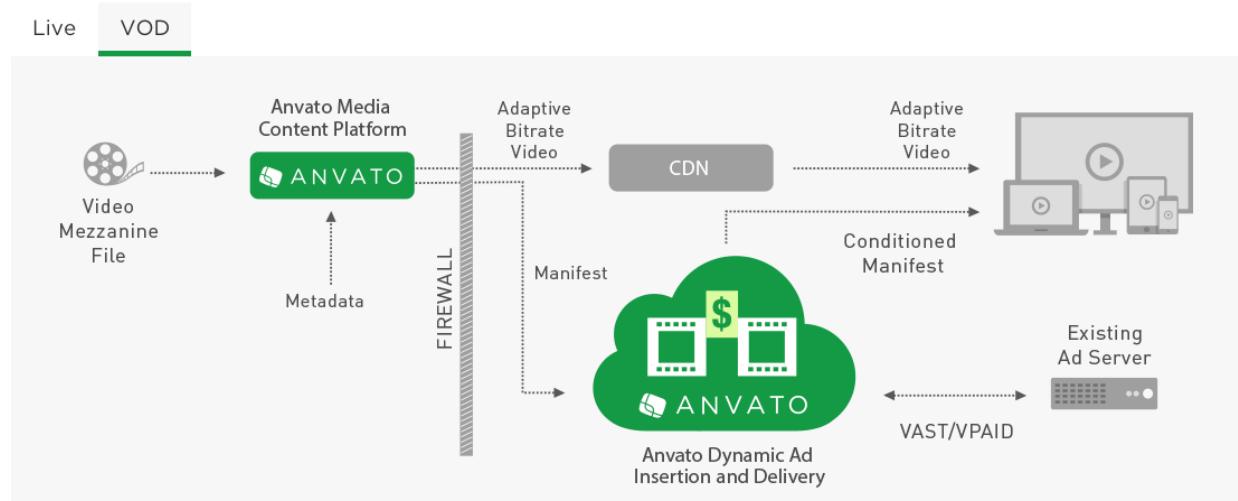 Live
VOD
Anvato Media
Content Platform
ANVATO
Video
Mezzanine
File
Metadata
FIREWALL
Adaptive
Bitrate
Video
CDN
Adaptive
Bitrate
Video
Manifest
Conditioned
Manifest
$
ANVATO
Anvato Dynamic Ad
Insertion and Delivery
Existing
Ad Server
VAST/VPAID